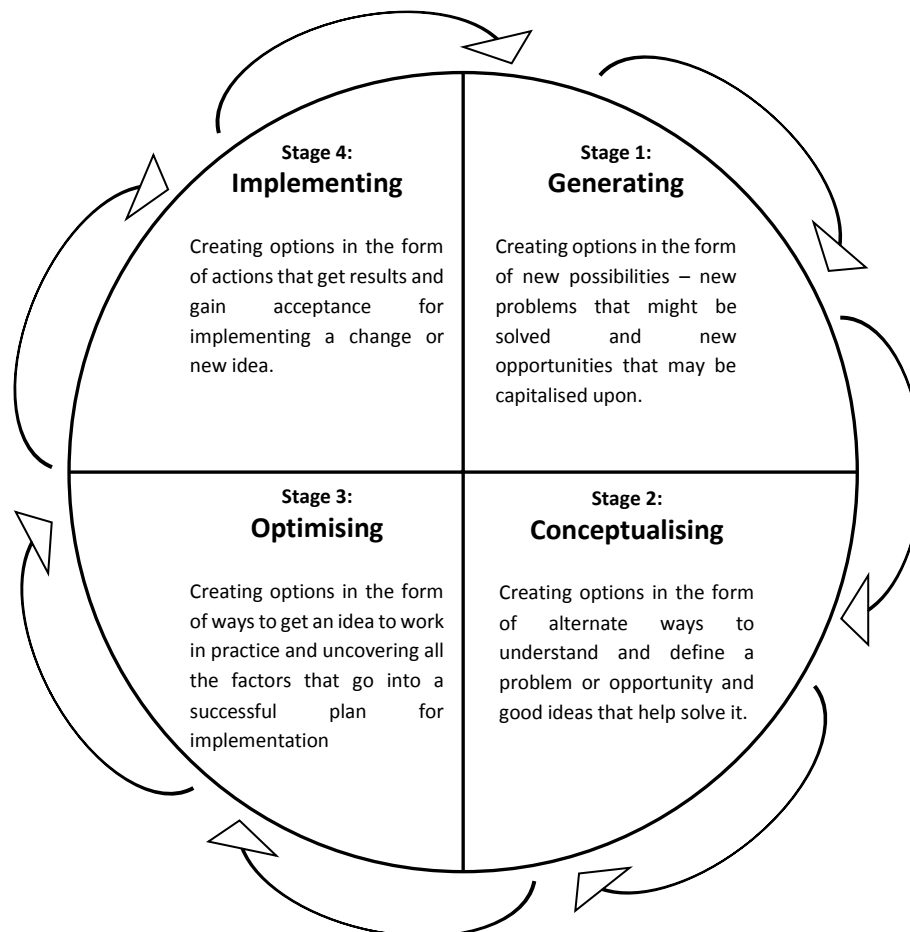 Stage 4:
Implementing
Creating options in the form
of actions that get results and
gain acceptance for
implementing a change or
new idea.
Stage 1:
Generating
Creating options in the form
of new possibilities – new
problems that might be
solved and new
opportunities that may be
capitalised upon.
Stage 3:
Optimising
Creating options in the form
of ways to get an idea to work
in practice and uncovering all
the factors that go into a
successful plan for
implementation
Stage 2:
Conceptualising
Creating options in the form
of alternate ways to
understand and define a
problem or opportunity and
good ideas that help solve it.